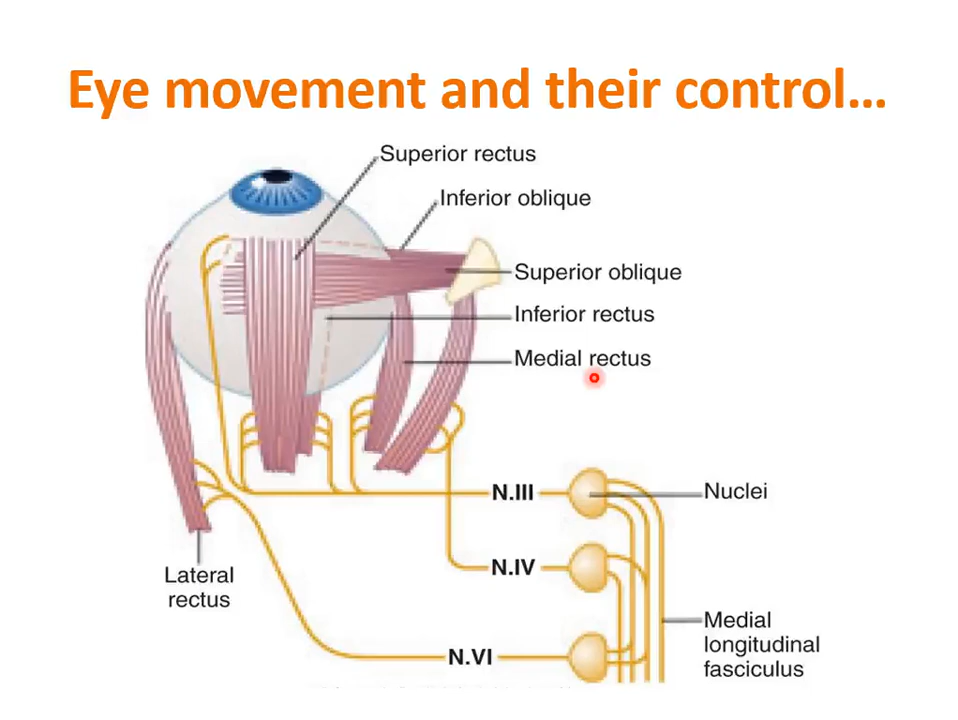 Eye movement and their control...
Superior rectus
Inferior oblique
Superior oblique
Inferior rectus
Medial rectus
N.III
Nuclei
N.IV
Lateral
rectus
Medial
longitudinal
fasciculus
N.VI